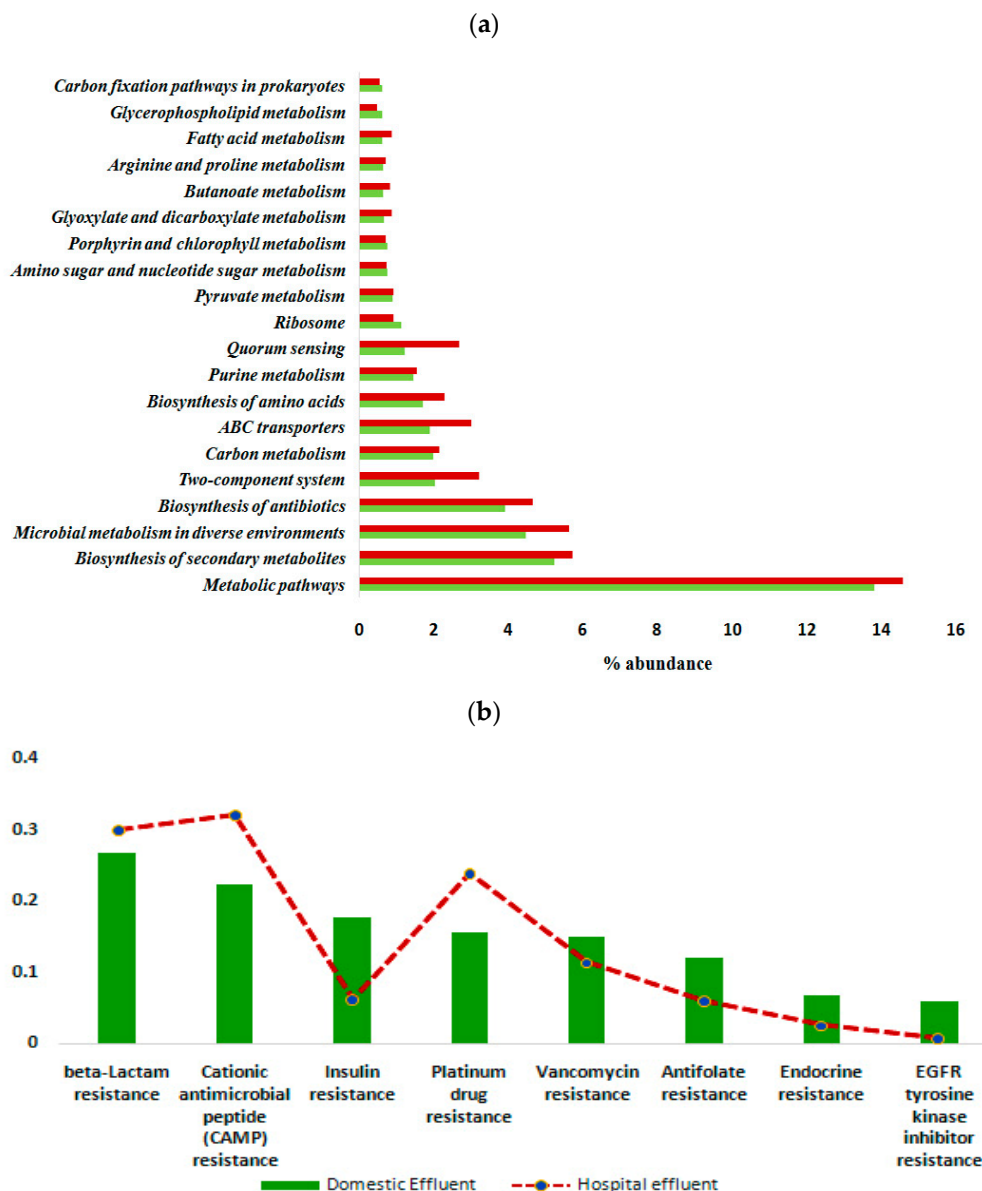 (a)
Carbon fixation pathways in prokaryotes
Glycerophospholipid metabolism
Fatty acid metabolism
Arginine and proline metabolism
Butanoate metabolism
Glyoxylate and dicarboxylate metabolism
Porphyrin and chlorophyll metabolism
Amino sugar and nucleotide sugar metabolism
Pyruvate metabolism
Ribosome
Quorum sensing
Purine metabolism
Biosynthesis of amino acids
ABC transporters
Carbon metabolism
Two-component system
Biosynthesis of antibiotics
Microbial metabolism in diverse environments
Biosynthesis of secondary metabolites
Metabolic pathways
0 2 4 6 8 10 12 14 16
% abundance
(b)
0.4
0.3
0.2
0.1
0
beta-Lactam
resistance
Cationic
antimicrobial
peptide
(CAMP)
resistance
Insulin
resistance
Platinum
drug
resistance
Vancomycin
resistance
Antifolate
resistance
Endocrine
resistance
EGFR
tyrosine
kinase
inhibitor
resistance
Domestic Effluent
Hospital effluent